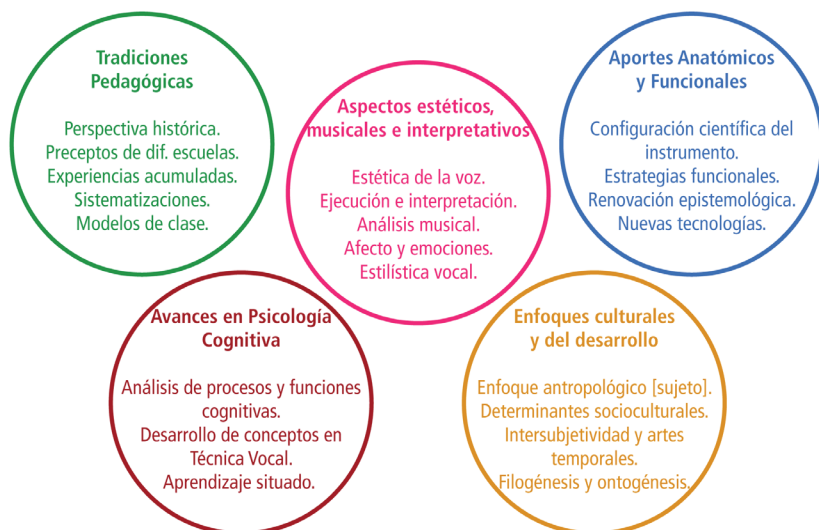 Tradiciones
Pedagógicas
Perspectiva histórica.
Preceptos de dif. escuelas.
Experiencias acumuladas.
Sistematizaciones.
Modelos de clase.
Aspectos estéticos,
musicales e interpretativos
Estética de la voz.
Ejecución e interpretación.
Análisis musical.
Afecto y emociones.
Estilística vocal.
Aportes Anatómicos
y Funcionales
Configuración científica del
instrumento.
Estrategias funcionales.
Renovación epistemológica.
Nuevas tecnologías.
Avances en Psicología
Cognitiva
Análisis de procesos y funciones
cognitivas.
Desarrollo de conceptos en
Técnica Vocal.
Aprendizaje situado.
Enfoques culturales
y del desarrollo
Enfoque antropológico [sujeto].
Determinantes socioculturales.
Intersubjetividad y artes
temporales.
Filogénesis y ontogénesis.